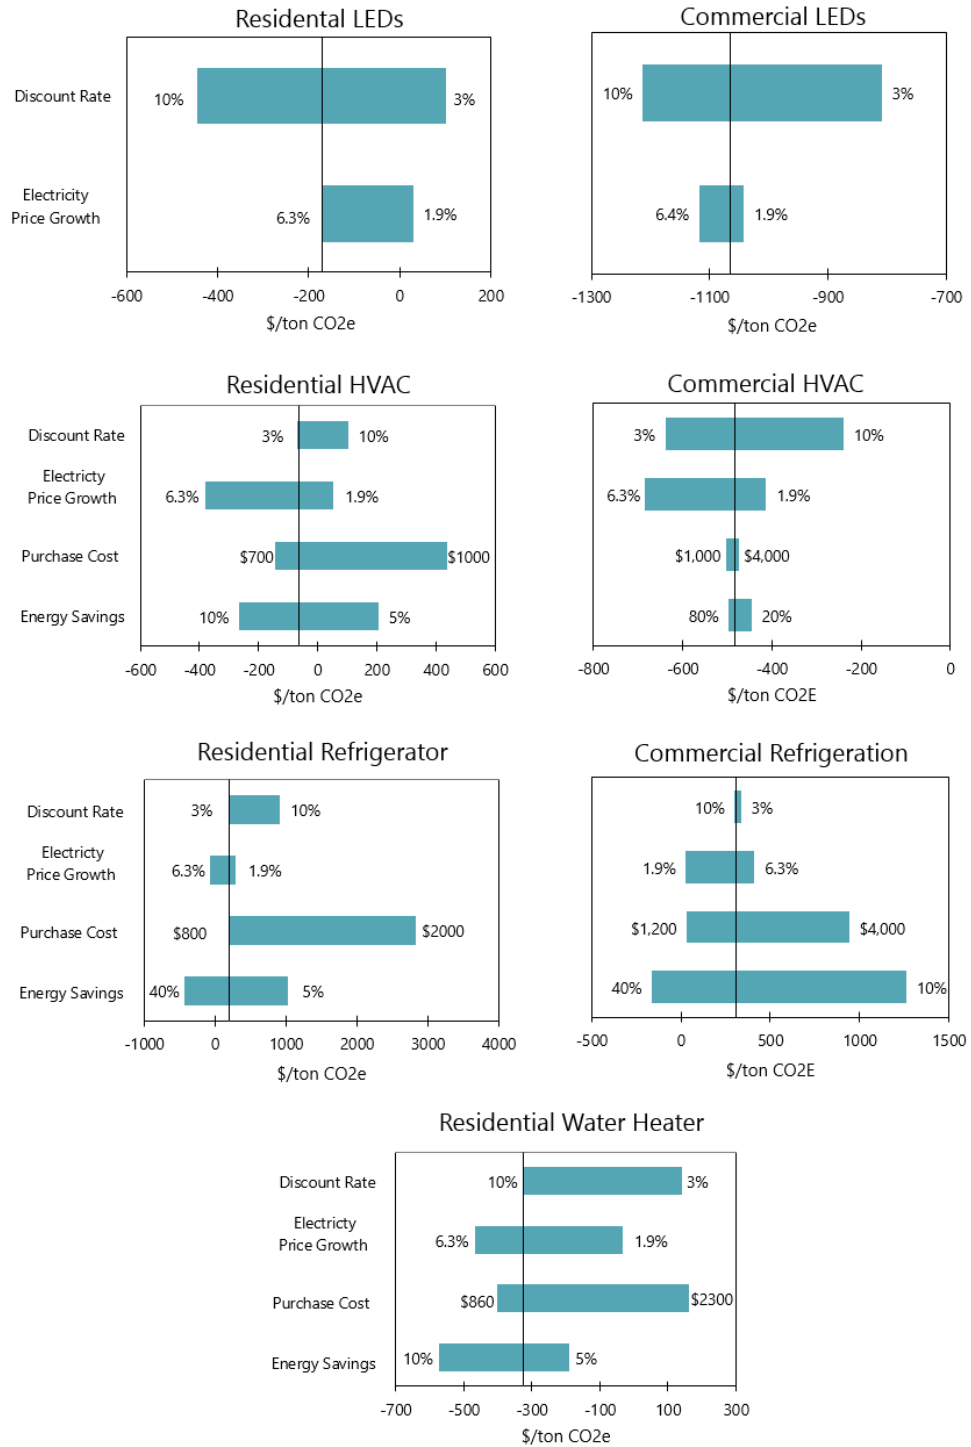 Residental LEDs
Discount Rate
10%
3%
Electricity
Price Growth
6.3%
1.9%
-600
-400
-200
0
200
$/ton CO2e
Commercial LEDs
10%
3%
6.4%
1.9%
-1300
-1100
-900
-700
$/ton CO2e
Residential HVAC
Discount Rate
3%
10%
Electricty
Price Growth
6.3%
1.9%
Purchase Cost
$700
$1000
Energy Savings
10%
5%
-600
-400
-200
0
200
400
600
$/ton CO2e
Commercial HVAC
3%
10%
6.3%
1.9%
$1,000
$4,000
80%
20%
-800
-600
-400
-200
0
$/ton CO2E
Residential Refrigerator
Discount Rate
3%
10%
Electricty
Price Growth
6.3%
1.9%
Purchase Cost
$800
$2000
Energy Savings
40%
5%
-1000
0
1000
2000
3000
4000
$/ton CO2e
Commercial Refrigeration
10%
3%
1.9%
6.3%
$1,200
$4,000
40%
10%
-500
0
500
1000
1500
$/ton CO2E
Residential Water Heater
Discount Rate
10%
3%
Electricty
Price Growth
6.3%
1.9%
Purchase Cost
$860
$2300
Energy Savings
10%
5%
-700
-500
-300
-100
100
300
$/ton CO2e